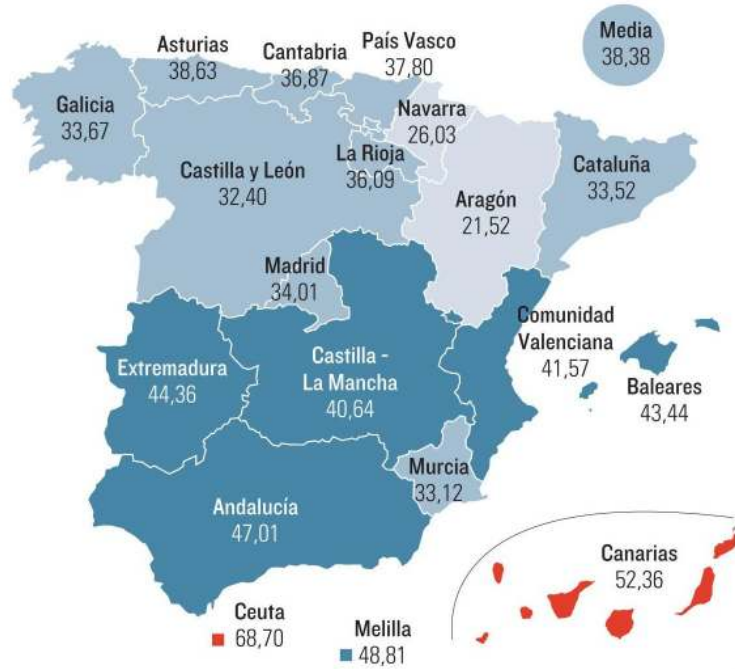 Asturias
38,63
Cantabria
36,87
País Vasco
37,80
Media
38,38
Galicia
33,67
Navarra
26,03
Castilla y León
32,40
La Rioja
36,09
Cataluña
33,52
Aragón
21,52
Madrid
34,01
Comunidad
Valenciana
41,57
Extremadura
44,36
Castilla -
La Mancha
40,64
Baleares
43,44
Murcia
33,12
Andalucía
47,01
Canarias
52,36
Ceuta
68,70
Melilla
48,81